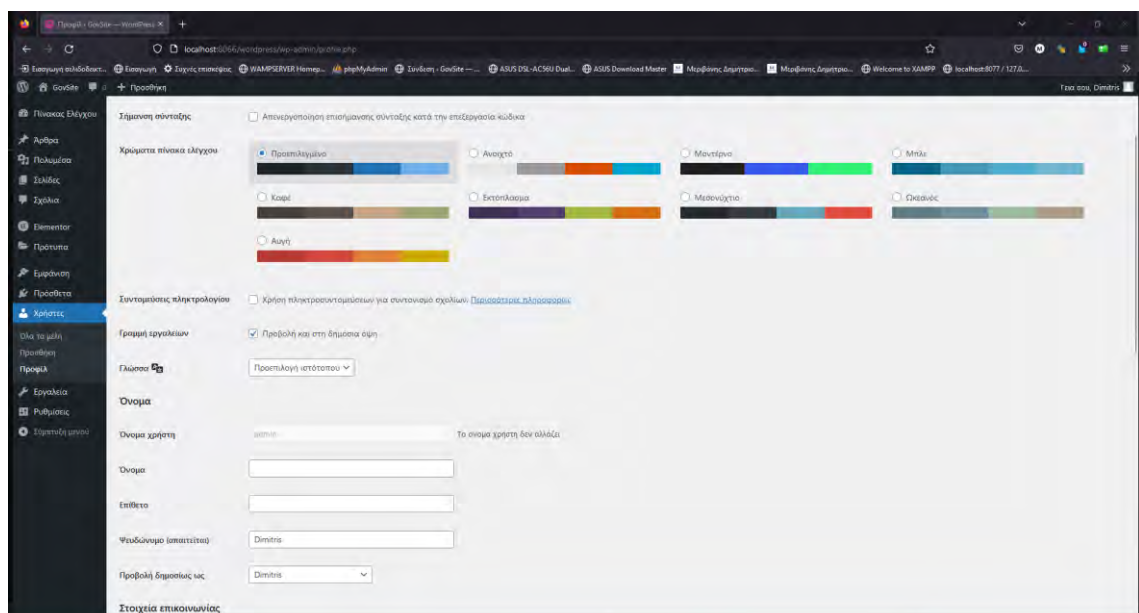 Προφίλ ‹ GovSite — WordPress
localhost:8066/wordpress/wp-admin/profile.php
Εισαγωγή σελιδοδεικτ... Εισαγωγή Συχνές επισκέψεις WAMPSERVER Homep... phpMyAdmin Σύνδεση ‹ GovSite —... ASUS DSL-AC56U Dual... ASUS Download Master Μερβάνης Δημήτριο... Μερβάνης Δημήτριο... Welcome to XAMPP localhost:8077 / 127.0....
GovSite Προσθήκη Γεια σου, Dimitris
Πίνακας Ελέγχου
Άρθρα
Πολυμέσα
Σελίδες
Σχόλια
Elementor
Πρότυπα
Εμφάνιση
Πρόσθετα
Χρήστες
Όλα τα μέλη
Προσθήκη
Προφίλ
Εργαλεία
Ρυθμίσεις
Σύμπτυξη μενού
Σήμανση σύνταξης Απενεργοποίηση επισήμανσης σύνταξης κατά την επεξεργασία κώδικα
Χρώματα πίνακα ελέγχου Προεπιλεγμένο Ανοιχτό Μοντέρνο Μπλε
Καφέ Εκτόπλασμα Μεσονύχτιο Ωκεανός
Αυγή
Συντομεύσεις πληκτρολογίου Χρήση πληκτροσυντομεύσεων για συντονισμό σχολίων. Περισσότερες πληροφορίες
Γραμμή εργαλείων Προβολή και στη δημόσια όψη
Γλώσσα Προεπιλογή ιστότοπου
Όνομα
Όνομα χρήστη admin Το όνομα χρήστη δεν αλλάζει
Όνομα
Επίθετο
Ψευδώνυμο (απαιτείται) Dimitris
Προβολή δημοσίως ως Dimitris
Στοιχεία επικοινωνίας